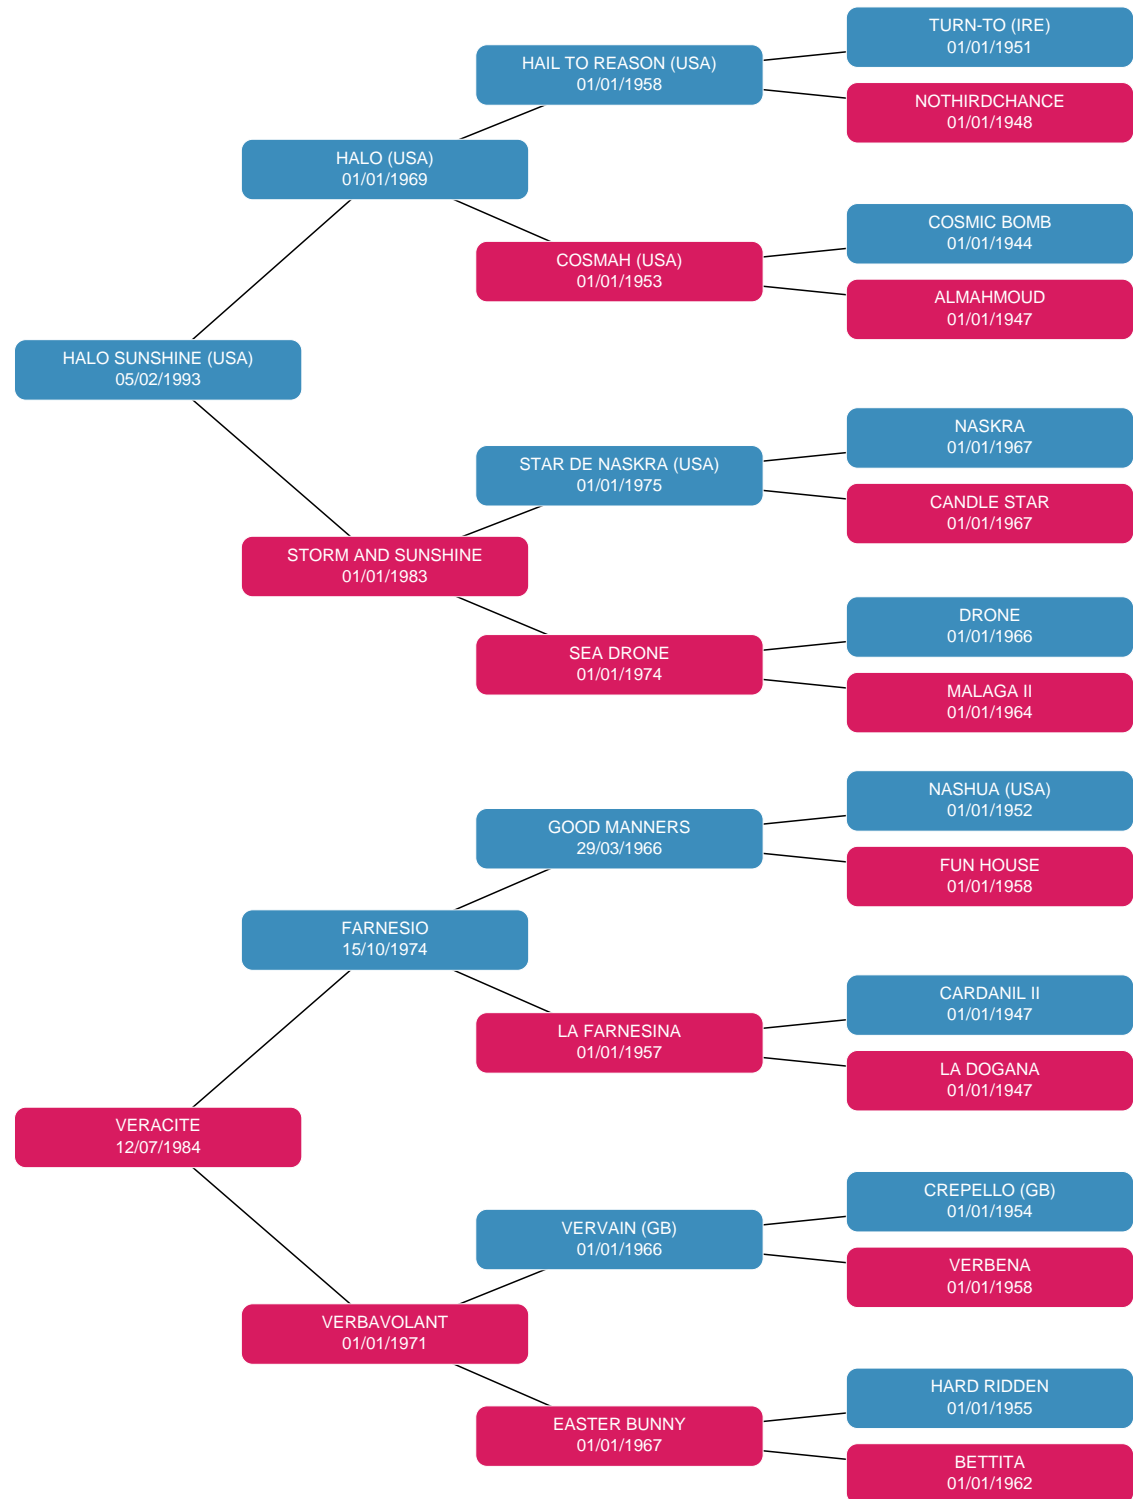 TURN-TO (IRE)
01/01/1951
HAIL TO REASON (USA)
01/01/1958
NOTHIRDCHANCE
01/01/1948
HALO (USA)
01/01/1969
COSMIC BOMB
01/01/1944
COSMAH (USA)
01/01/1953
ALMAHMOUD
01/01/1947
HALO SUNSHINE (USA)
05/02/1993
NASKRA
01/01/1967
STAR DE NASKRA (USA)
01/01/1975
CANDLE STAR
01/01/1967
STORM AND SUNSHINE
01/01/1983
DRONE
01/01/1966
SEA DRONE
01/01/1974
MALAGA II
01/01/1964
NASHUA (USA)
01/01/1952
GOOD MANNERS
29/03/1966
FUN HOUSE
01/01/1958
FARNESIO
15/10/1974
CARDANIL II
01/01/1947
LA FARNESINA
01/01/1957
LA DOGANA
01/01/1947
VERACITE
12/07/1984
CREPELLO (GB)
01/01/1954
VERVAIN (GB)
01/01/1966
VERBENA
01/01/1958
VERBAVOLANT
01/01/1971
HARD RIDDEN
01/01/1955
EASTER BUNNY
01/01/1967
BETTITA
01/01/1962